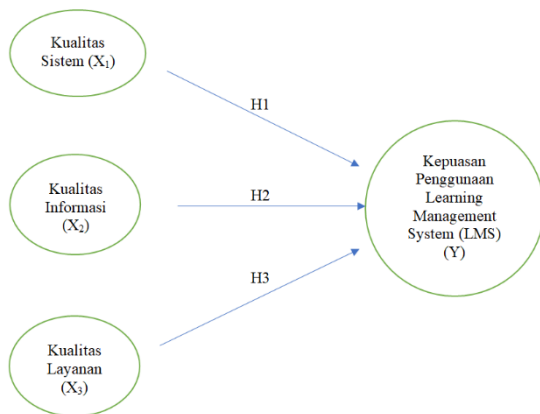 Kualitas
Sistem (X₁)
H1
Kualitas
Informasi
(X₂)
H2
Kepuasan
Penggunaan
Learning
Management
System (LMS)
(Y)
H3
Kualitas
Layanan
(X₃)